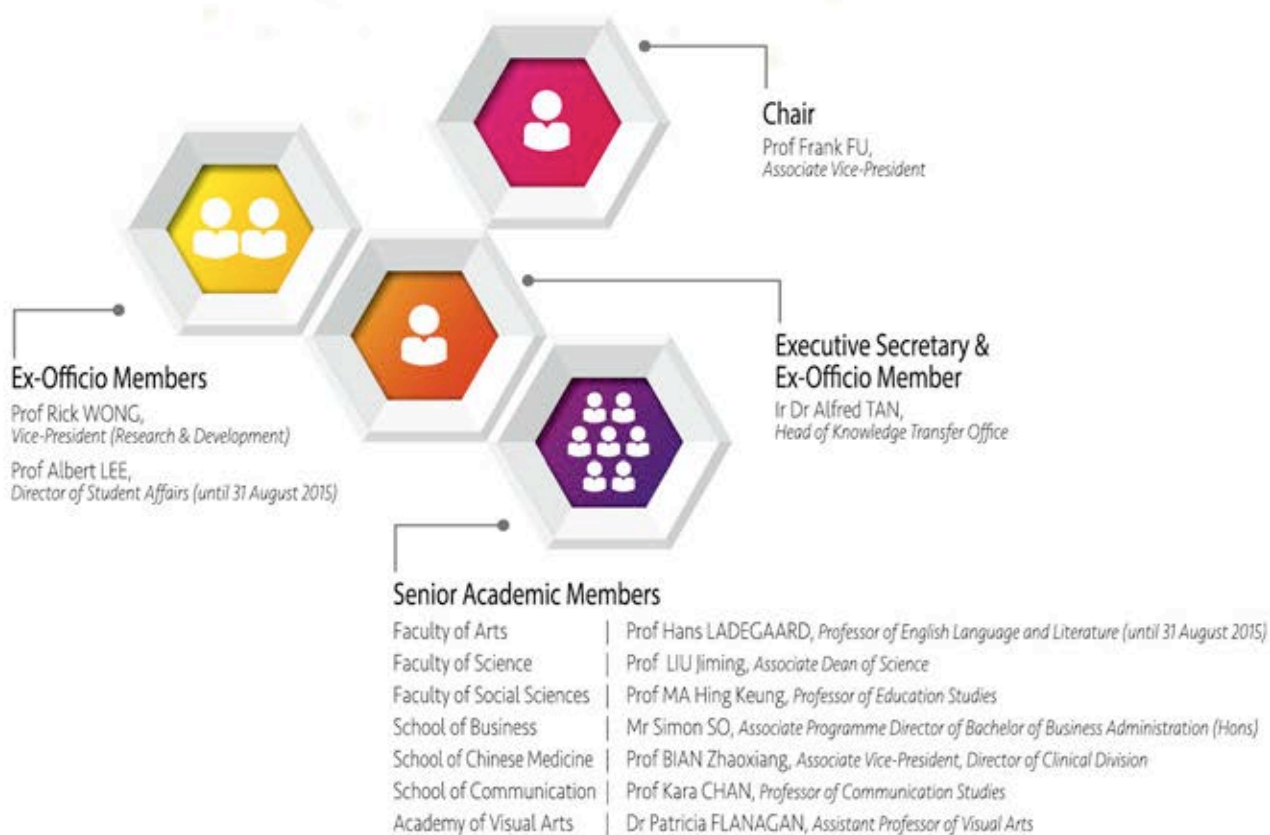 Chair
Prof Frank FU,
Associate Vice-President
Ex-Officio Members
Prof Rick WONG,
Vice-President (Research & Development)
Prof Albert LEE,
Director of Student Affairs (until 31 August 2015)
Executive Secretary &
Ex-Officio Member
Ir Dr Alfred TAN,
Head of Knowledge Transfer Office
Senior Academic Members
Faculty of Arts | Prof Hans LADEGAARD, Professor of English Language and Literature (until 31 August 2015)
Faculty of Science | Prof LIU Jiming, Associate Dean of Science
Faculty of Social Sciences | Prof MA Hing Keung, Professor of Education Studies
School of Business | Mr Simon SO, Associate Programme Director of Bachelor of Business Administration (Hons)
School of Chinese Medicine | Prof BIAN Zhaoxiang, Associate Vice-President, Director of Clinical Division
School of Communication | Prof Kara CHAN, Professor of Communication Studies
Academy of Visual Arts | Dr Patricia FLANAGAN, Assistant Professor of Visual Arts